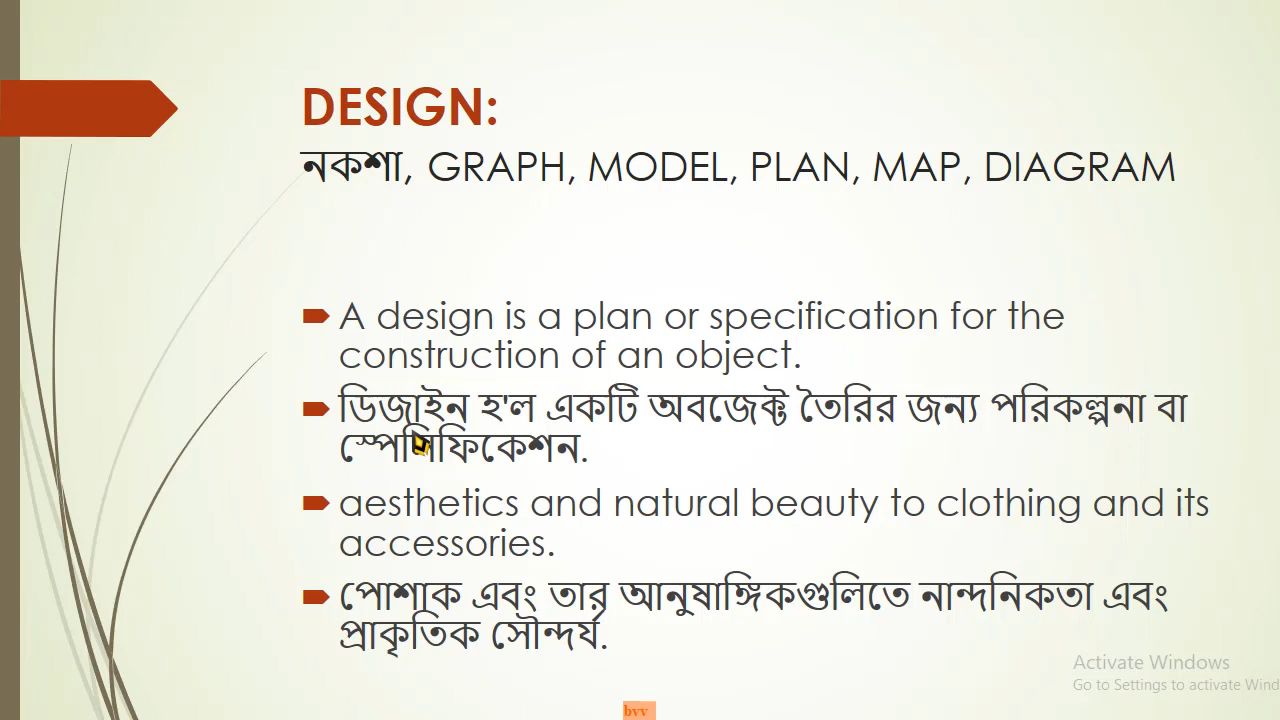 DESIGN:
নকশা, GRAPH, MODEL, PLAN, MAP, DIAGRAM
A design is a plan or specification for the
construction of an object.
ডিজাইন হ'ল একটি অবজেক্ট তৈরির জন্য পরিকল্পনা বা
স্পেসিফিকেশন.
aesthetics and natural beauty to clothing and its
accessories.
পোশাক এবং তার আনুষাঙ্গিকগুলিতে নান্দনিকতা এবং
প্রাকৃতিক সৌন্দর্য.
Activate Windows
Go to Settings to activate Wind
bvv